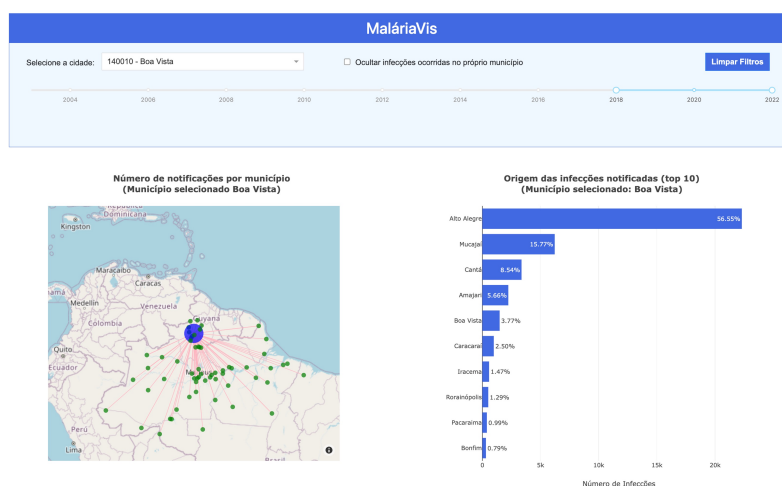 MaláriaVis
Selecione a cidade: 140010 - Boa Vista Ocultar infecções ocorridas no próprio município Limpar Filtros
2004 2006 2008 2010 2012 2014 2016 2018 2020 2022
Número de notificações por município
(Município selecionado Boa Vista)
Dominicana
Kingston
Maracaibo
Caracas
Medellín
Venezuela
Guyana
Colombia
Quito
Ecuador
Perú
Lima
Brasil
Origem das infecções notificadas (top 10)
(Município selecionado: Boa Vista)
Alto Alegre 56.55%
Mucajaí 15.77%
Cantá 8.54%
Amajari 5.66%
Boa Vista 3.77%
Caracaraí 2.50%
Iracema 1.47%
Rorainópolis 1.29%
Pacaraima 0.99%
Bonfim 0.79%
0 5k 10k 15k 20k
Número de Infecções